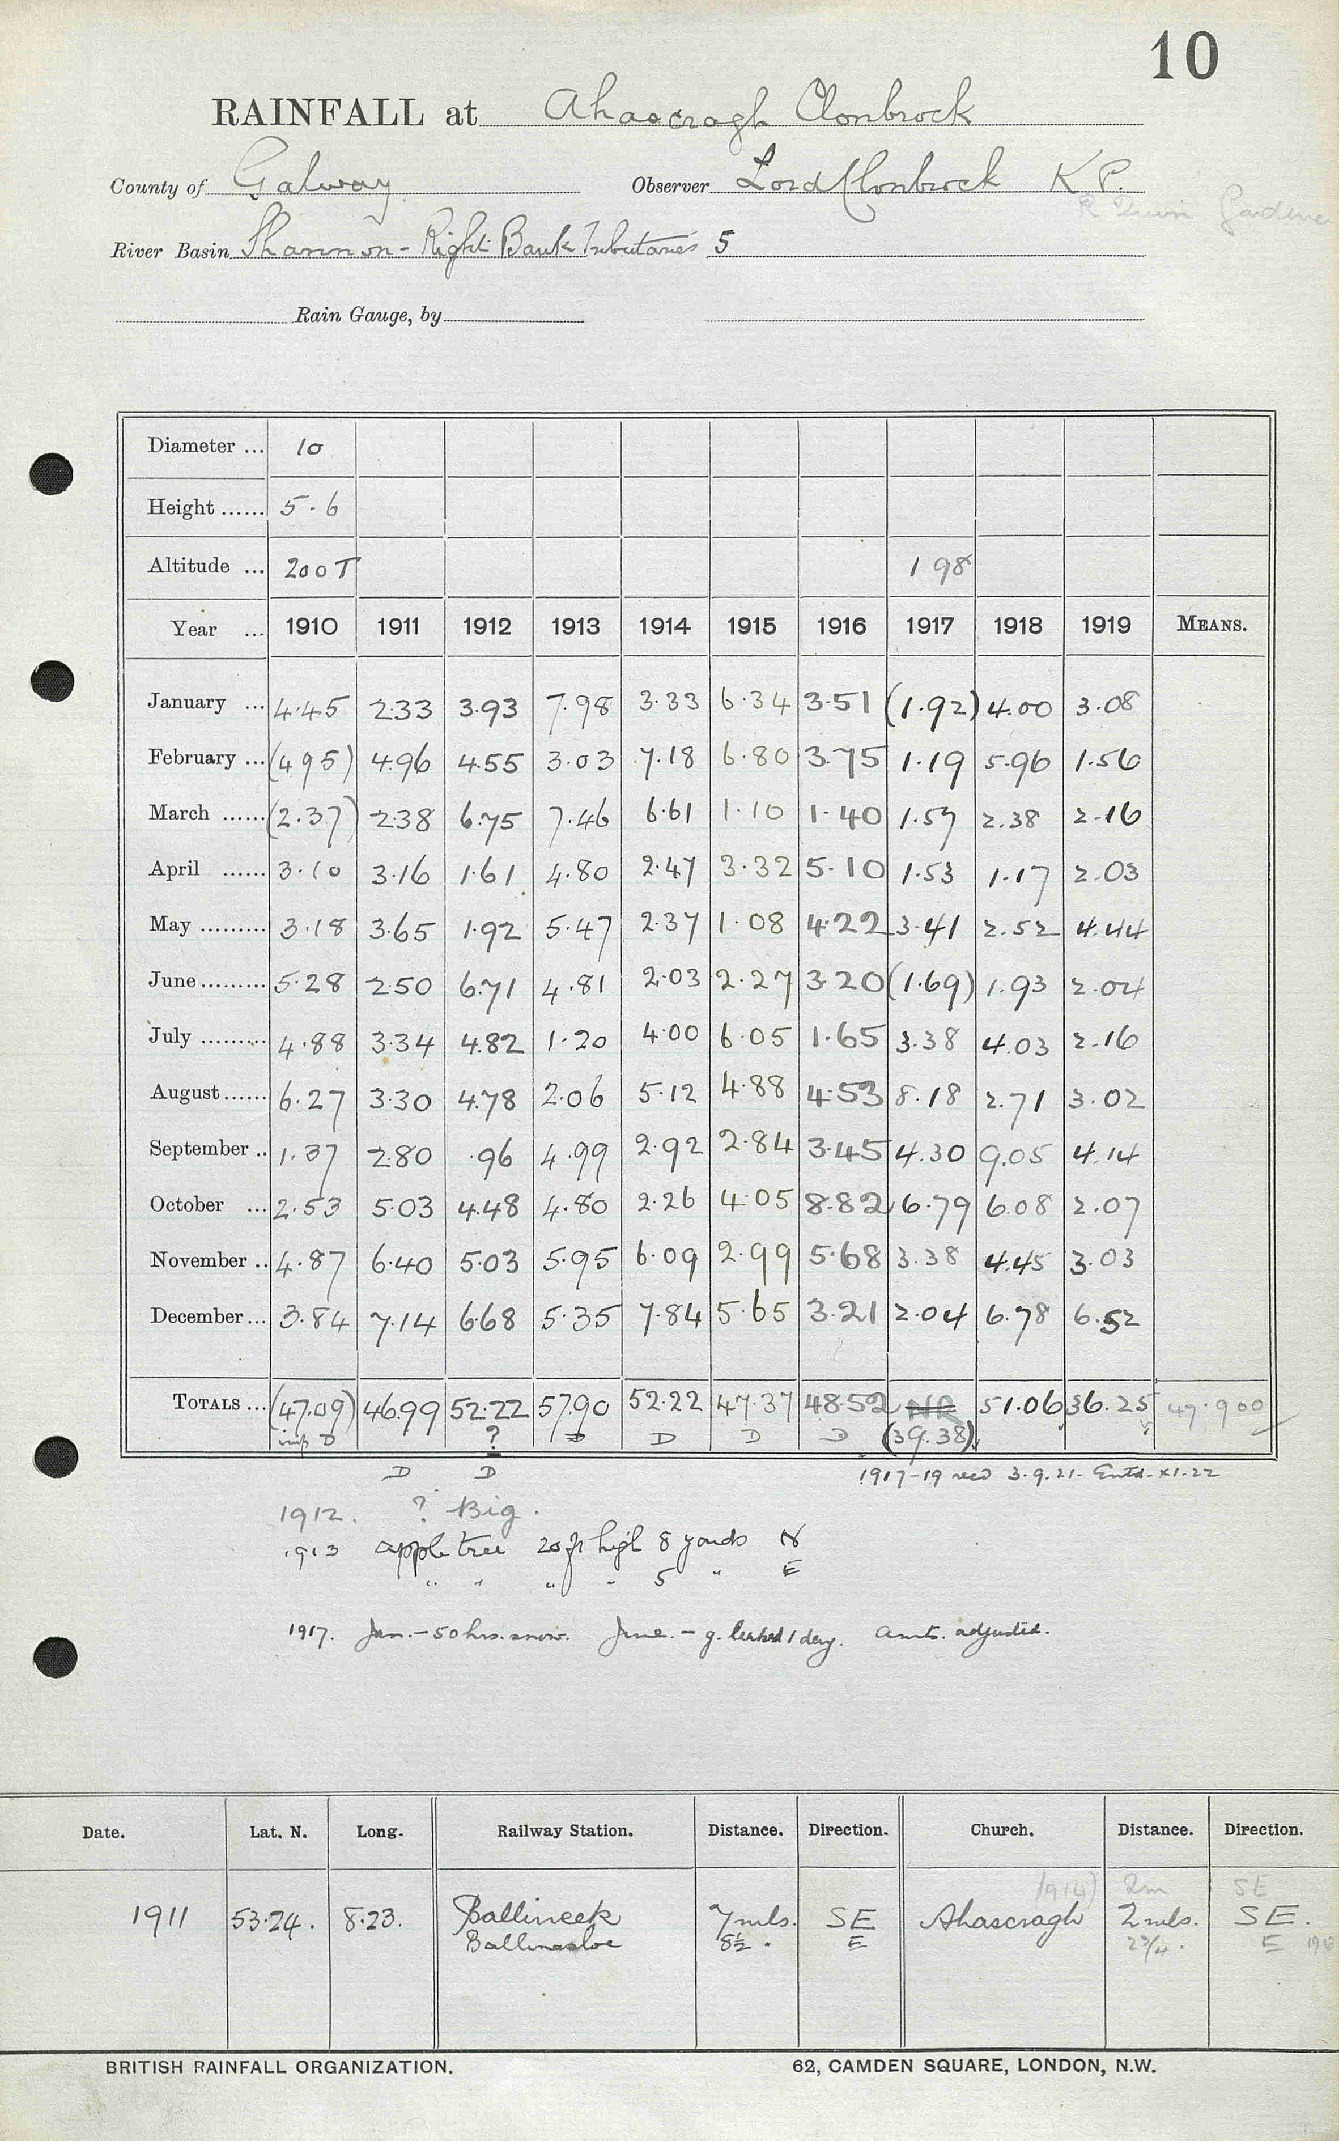 10
RAINFALL at Ahascragh Clonbrock
County of Galway Observer Lord Clonbrock K.P.
River Basin Shannon - Right Bank Tributaries 5
Rain Gauge, by
Diameter ... 10
Height ...... 5.6
Altitude ... 200T 198
Year ... 1910 1911 1912 1913 1914 1915 1916 1917 1918 1919 MEANS.
January ... 4.45 2.33 3.93 7.98 3.33 6.34 3.51 (1.92) 4.00 3.08
February ... (4 95) 4.96 4.55 3.03 7.18 6.80 3.75 1.19 5.96 1.56
March ...... (2.37) 2.38 6.75 7.46 6.61 1.10 1.40 1.57 2.38 2.16
April ...... 3.10 3.16 1.61 4.80 2.47 3.32 5.10 1.53 1.17 2.03
May ......... 3.18 3.65 1.92 5.47 2.37 1.08 4.22 3.41 2.52 4.44
June ......... 5.28 2.50 6.71 4.81 2.03 2.27 3.20 (1.69) 1.93 2.04
July ......... 4.88 3.34 4.82 1.20 4.00 6.05 1.65 3.38 4.03 2.16
August ...... 6.27 3.30 4.78 2.06 5.12 4.88 4.53 8.18 2.71 3.02
September .. 1.37 2.80 .96 4.99 2.92 2.84 3.45 4.30 9.05 4.14
October ... 2.53 5.03 4.48 4.80 2.26 4.05 8.82 6.79 6.08 2.07
November .. 4.87 6.40 5.03 5.95 6.09 2.99 5.68 3.38 4.45 3.03
December ... 3.84 7.14 6.68 5.35 7.84 5.65 3.21 2.04 6.78 6.52
TOTALS ... (47.09) 46.99 52.22 57.90 52.22 47.37 48.52 NR 51.06 36.25 47.900
D ? D D D D (39.38)
D D 1917-19 recd 3.9.21. Entd. x1.22
1912. ? Big.
1913 apple tree 20 ft high 8 yards N
" " " " 5 " E
1917. Jan. - 50 hrs. snow. June. - g. leaked 1 day. amts. adjusted.
Date. Lat. N. Long. Railway Station. Distance. Direction. Church. Distance. Direction.
1914) 2m SE
1911 53.24. 8.23. Ballineek 7 mls. SE Ahascragh 2 mls. SE.
Ballinasloe 8½ . E 2¾ . E
BRITISH RAINFALL ORGANIZATION. 62, CAMDEN SQUARE, LONDON, N.W.